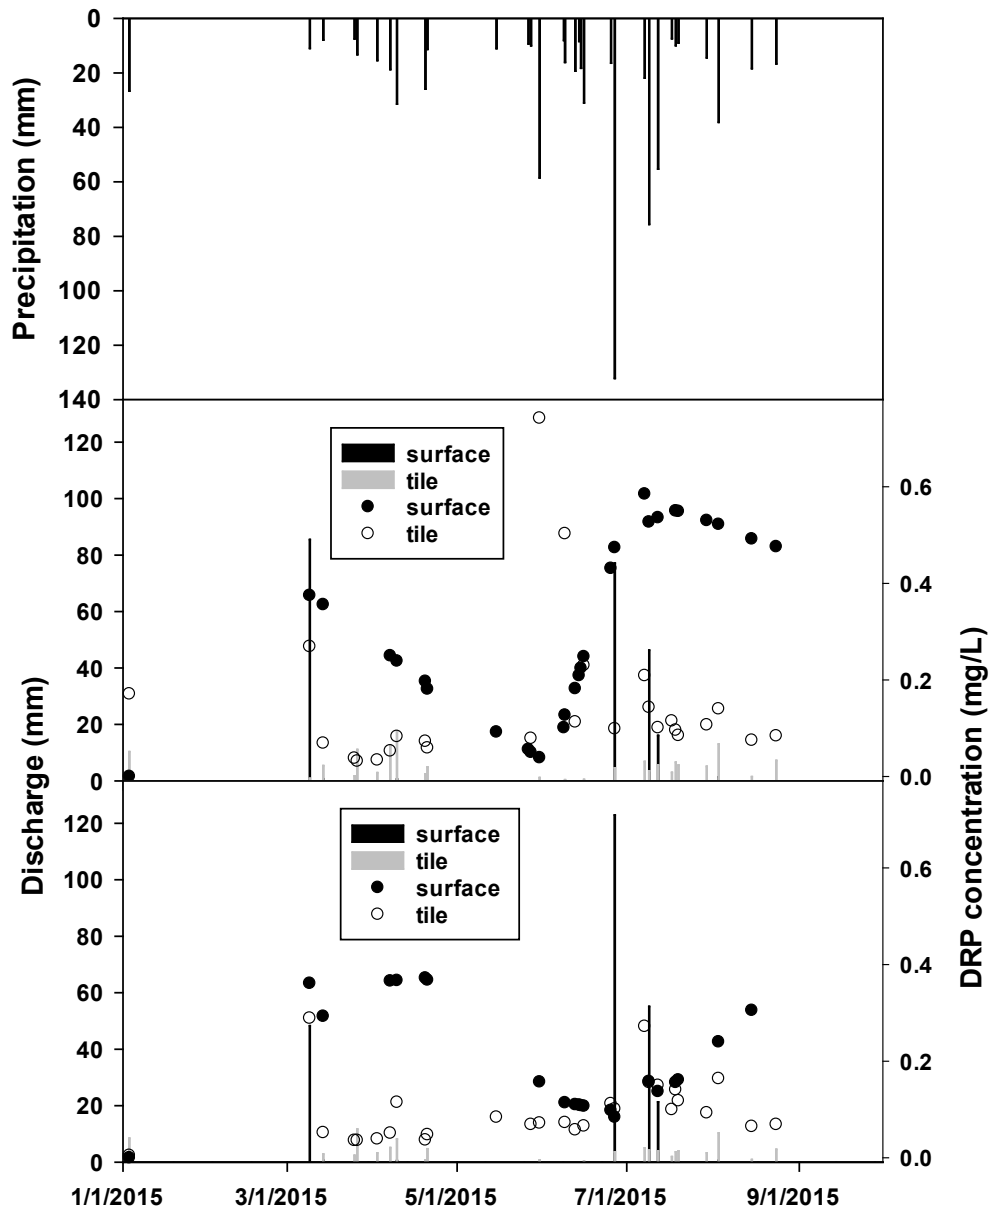 0
20
40
60
80
100
120
140
Precipitation (mm)
120
100
80
60
40
20
0
surface
tile
surface
tile
0.6
0.4
0.2
0.0
Discharge (mm)
DRP concentration (mg/L)
120
100
80
60
40
20
0
surface
tile
surface
tile
0.6
0.4
0.2
0.0
1/1/2015 3/1/2015 5/1/2015 7/1/2015 9/1/2015